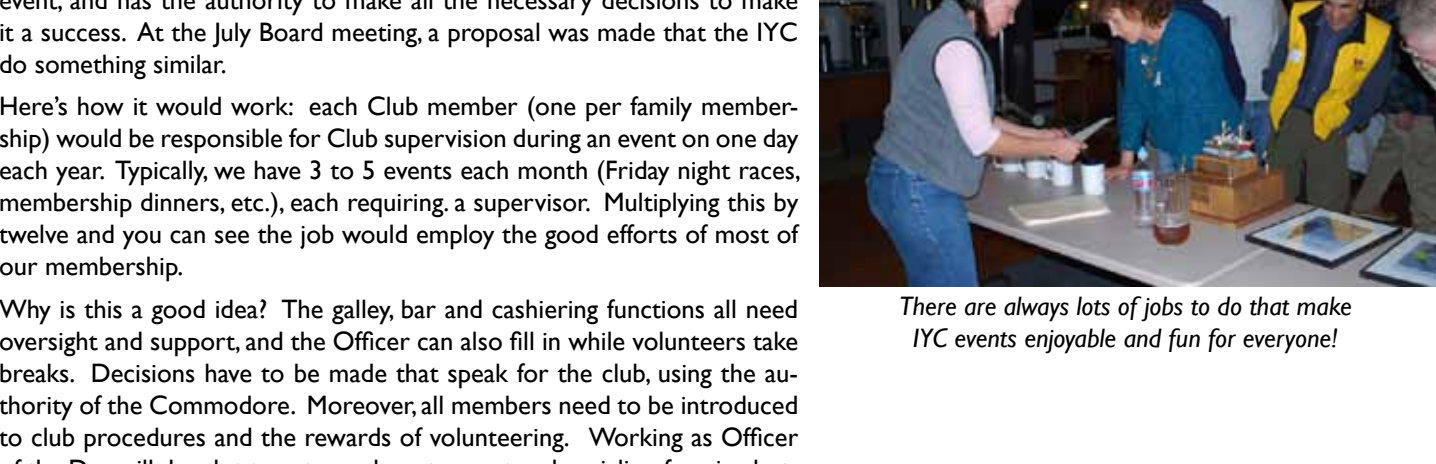 event, and has the authority to make all the necessary decisions to make
it a success. At the July Board meeting, a proposal was made that the IYC
do something similar.
Here's how it would work: each Club member (one per family member-
ship) would be responsible for Club supervision during an event on one day
each year. Typically, we have 3 to 5 events each month (Friday night races,
membership dinners, etc.), each requiring. a supervisor. Multiplying this by
twelve and you can see the job would employ the good efforts of most of
our membership.
Why is this a good idea? The galley, bar and cashiering functions all need
oversight and support, and the Officer can also fill in while volunteers take
breaks. Decisions have to be made that speak for the club, using the au-
thority of the Commodore. Moreover, all members need to be introduced
to club procedures and the rewards of volunteering. Working as Officer
There are always lots of jobs to do that make
IYC events enjoyable and fun for everyone!